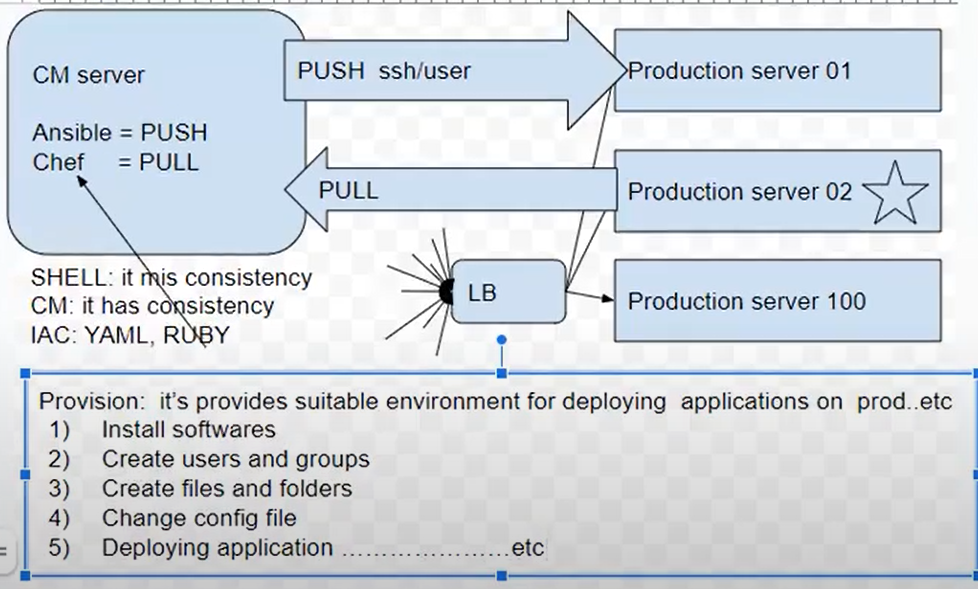 CM server
Ansible = PUSH
Chef = PULL
PUSH ssh/user
PULL
Production server 01
Production server 02
Production server 100
LB
SHELL: it mis consistency
CM: it has consistency
IAC: YAML, RUBY
Provision: it's provides suitable environment for deploying applications on prod..etc
1) Install softwares
2) Create users and groups
3) Create files and folders
4) Change config file
5) Deploying application .....................etc